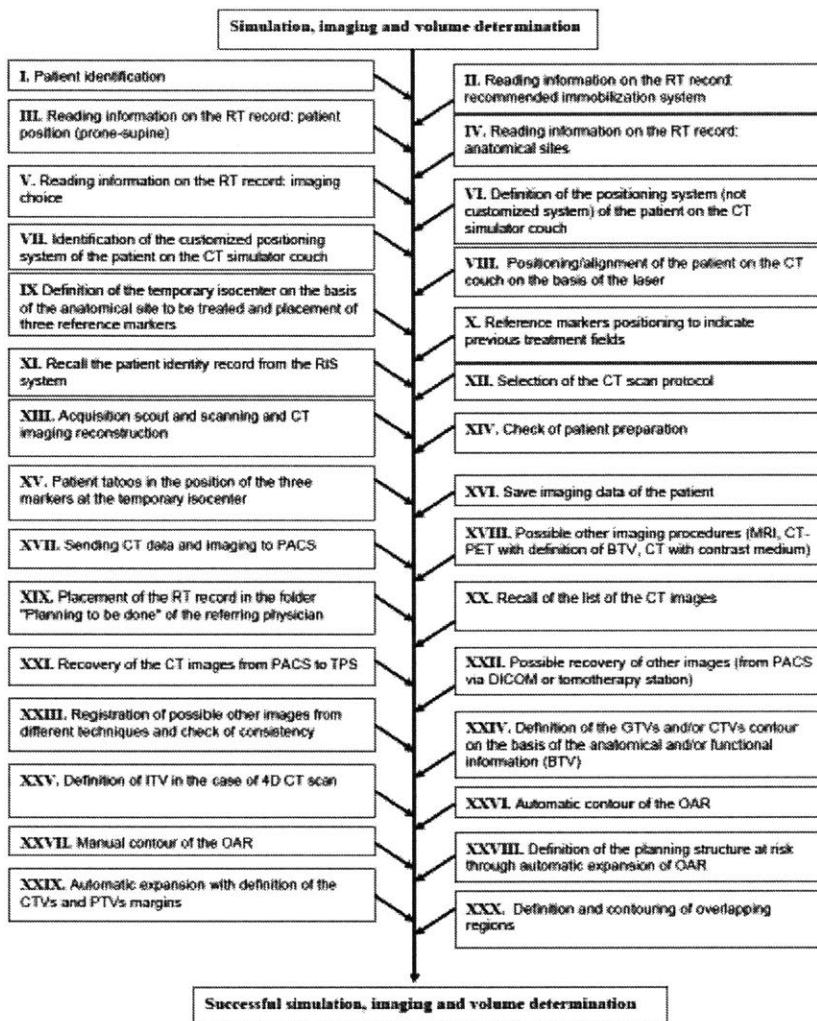 Simulation, imaging and volume determination
I. Patient identification
II. Reading information on the RT record:
recommended immobilization system
III. Reading information on the RT record: patient
position (prone-supine)
IV. Reading information on the RT record:
anatomical sites
V. Reading information on the RT record: imaging
choice
VI. Definition of the positioning system (not
customized system) of the patient on the CT
simulator couch
VII. Identification of the customized positioning
system of the patient on the CT simulator couch
VIII. Positioning/alignment of the patient on the CT
couch on the basis of the laser
IX Definition of the temporary isocenter on the basis
of the anatomical site to be treated and placement of
three reference markers
X. Reference markers positioning to indicate
previous treatment fields
XI. Recall the patient identity record from the RIS
system
XII. Selection of the CT scan protocol
XIII. Acquisition scout and scanning and CT
imaging reconstruction
XIV. Check of patient preparation
XV. Patient tatoos in the position of the three
markers at the temporary isocenter
XVI. Save imaging data of the patient
XVII. Sending CT data and imaging to PACS
XVIII. Possible other imaging procedures (MRI, CT-
PET with definition of BTV, CT with contrast medium)
XIX. Placement of the RT record in the folder
"Planning to be done" of the referring physician
XX. Recall of the list of the CT images
XXI. Recovery of the CT images from PACS to TPS
XXII. Possible recovery of other images (from PACS
via DICOM or tomotherapy station)
XXIII. Registration of possible other images from
different techniques and check of consistency
XXIV. Definition of the GTVs and/or CTVs contour
on the basis of the anatomical and/or functional
information (BTV)
XXV. Definition of ITV in the case of 4D CT scan
XXVI. Automatic contour of the OAR
XXVII. Manual contour of the OAR
XXVIII. Definition of the planning structure at risk
through automatic expansion of OAR
XXIX. Automatic expansion with definition of the
CTVs and PTVs margins
XXX. Definition and contouring of overlapping
regions
Successful simulation, imaging and volume determination